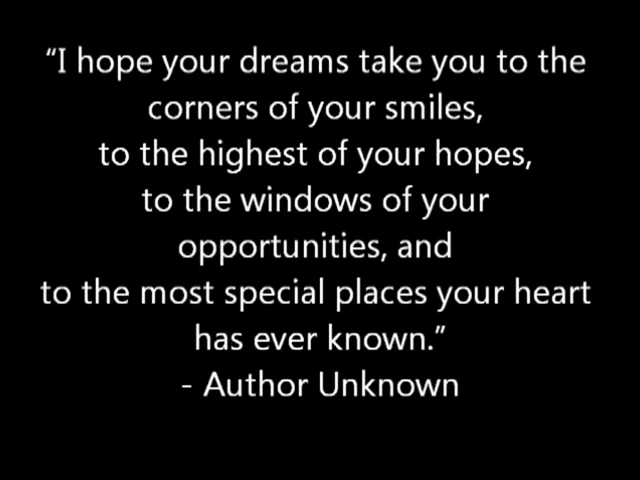 “I hope your dreams take you to the
corners of your smiles,
to the highest of your hopes,
to the windows of your
opportunities, and
to the most special places your heart
has ever known.”
- Author Unknown